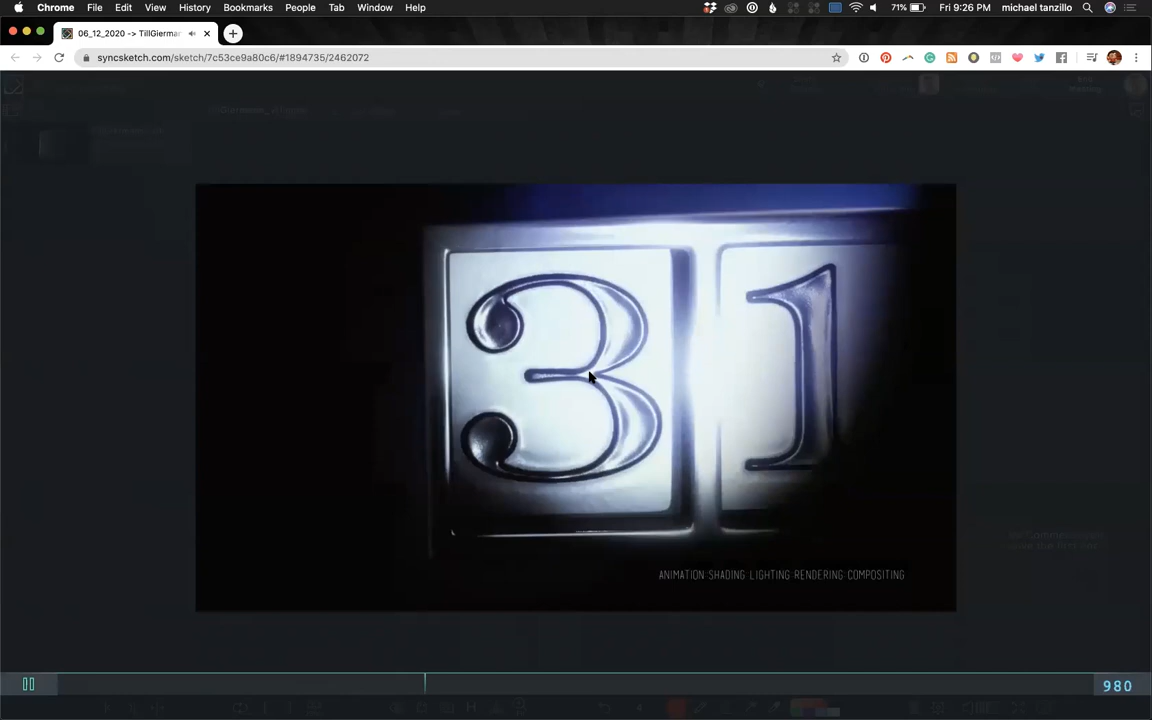 Chrome File Edit View History Bookmarks People Tab Window Help 71% Fri 9:26 PM michael tanzillo
06_12_2020 -> TillGierman
syncsketch.com/sketch/7c53ce9a80c6/#1894735/2462072
31
ANIMATION·SHADING·LIGHTING·RENDERING·COMPOSITING
980